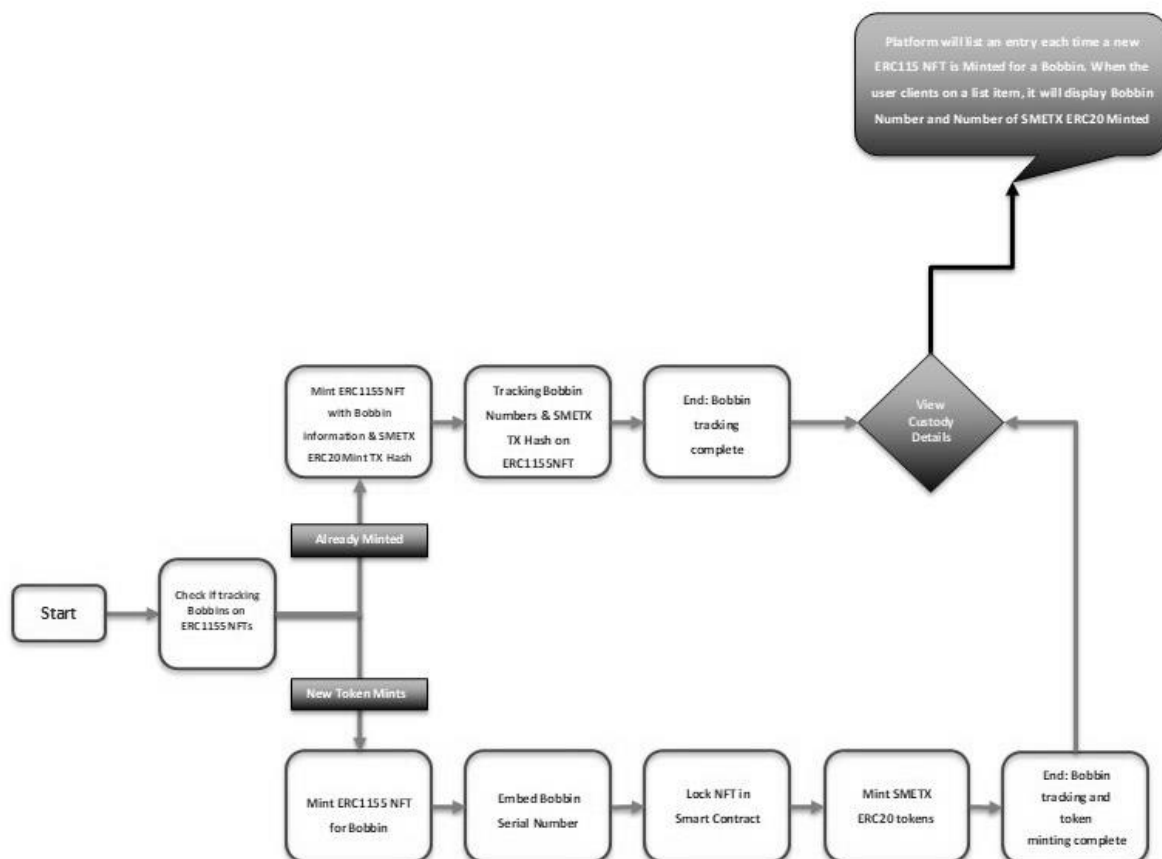 Platform will list an entry each time a new
ERC115 NFT is Minted for a Bobbin. When the
user clients on a list item, it will display Bobbin
Number and Number of SMETX ERC20 Minted
Mint ERC1155 NFT
with Bobbin
Information & SMETX
ERC20 Mint TX Hash
Tracking Bobbin
Numbers & SMETX
TX Hash on
ERC1155NFT
End: Bobbin
tracking
complete
View
Custody
Details
Already Minted
Start
Check if tracking
Bobbins on
ERC1155 NFTs
New Token Mints
Mint ERC1155 NFT
for Bobbin
Embed Bobbin
Serial Number
Lock NFT in
Smart Contract
Mint SMETX
ERC20 tokens
End: Bobbin
tracking and
token
minting complete